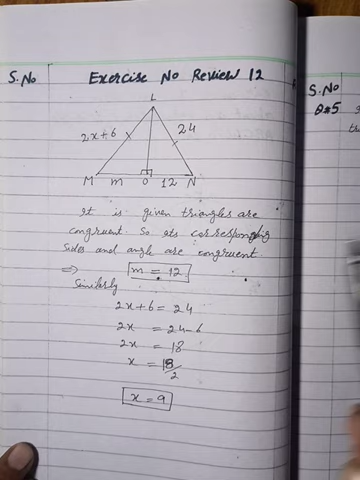 S.No Exercise No Review 12
L
2x+6 24
M m O 12 N
It is given triangles are
congruent. So its corresponding
sides and angle are congruent
⇒ m = 12
Similarly
2x+6 = 24
2x = 24-6
2x = 18
x = 18/2
x = 9
S.No
Q#5